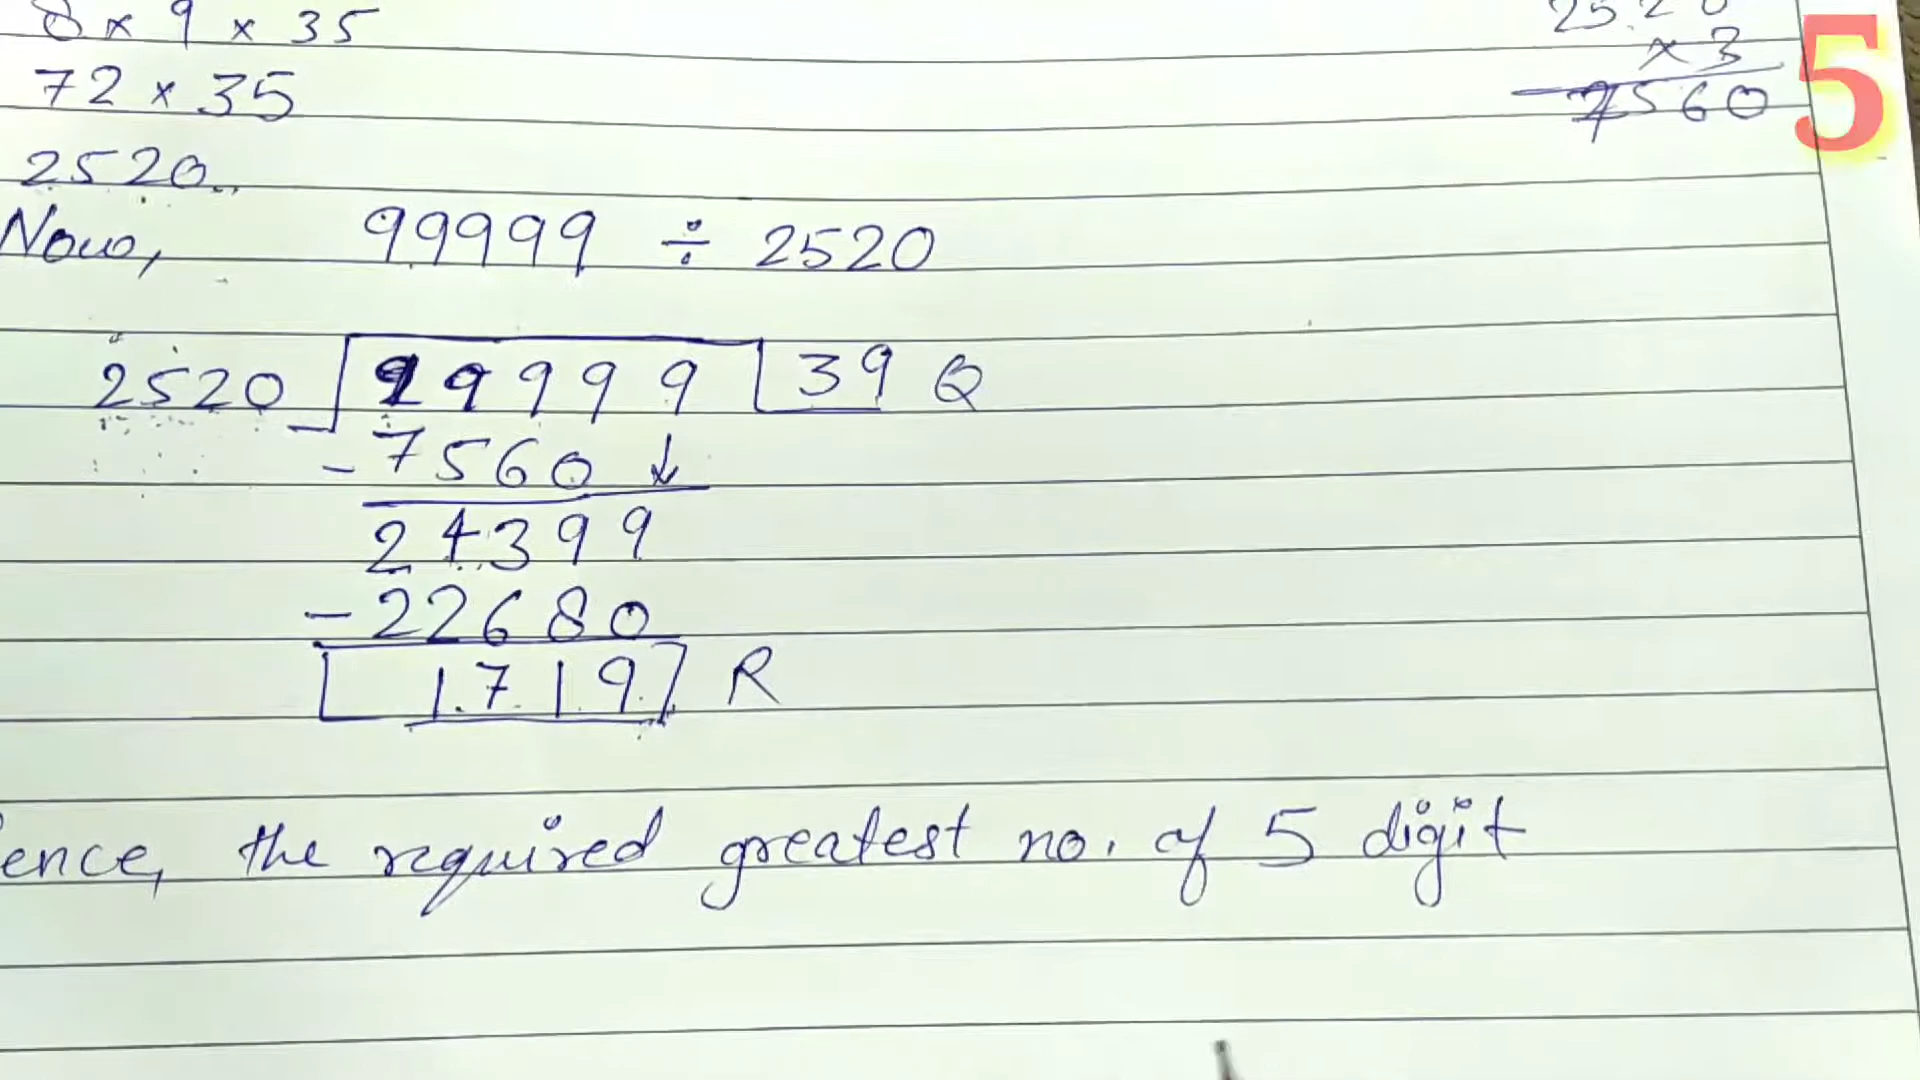 8 × 9 × 35
72 × 35
2520
2520
× 3
7560
5
Now, 99999 ÷ 2520
2520 99999 39 Q
- 7560 ↓
24399
- 22680
1719 R
ence, the required greatest no. of 5 digit